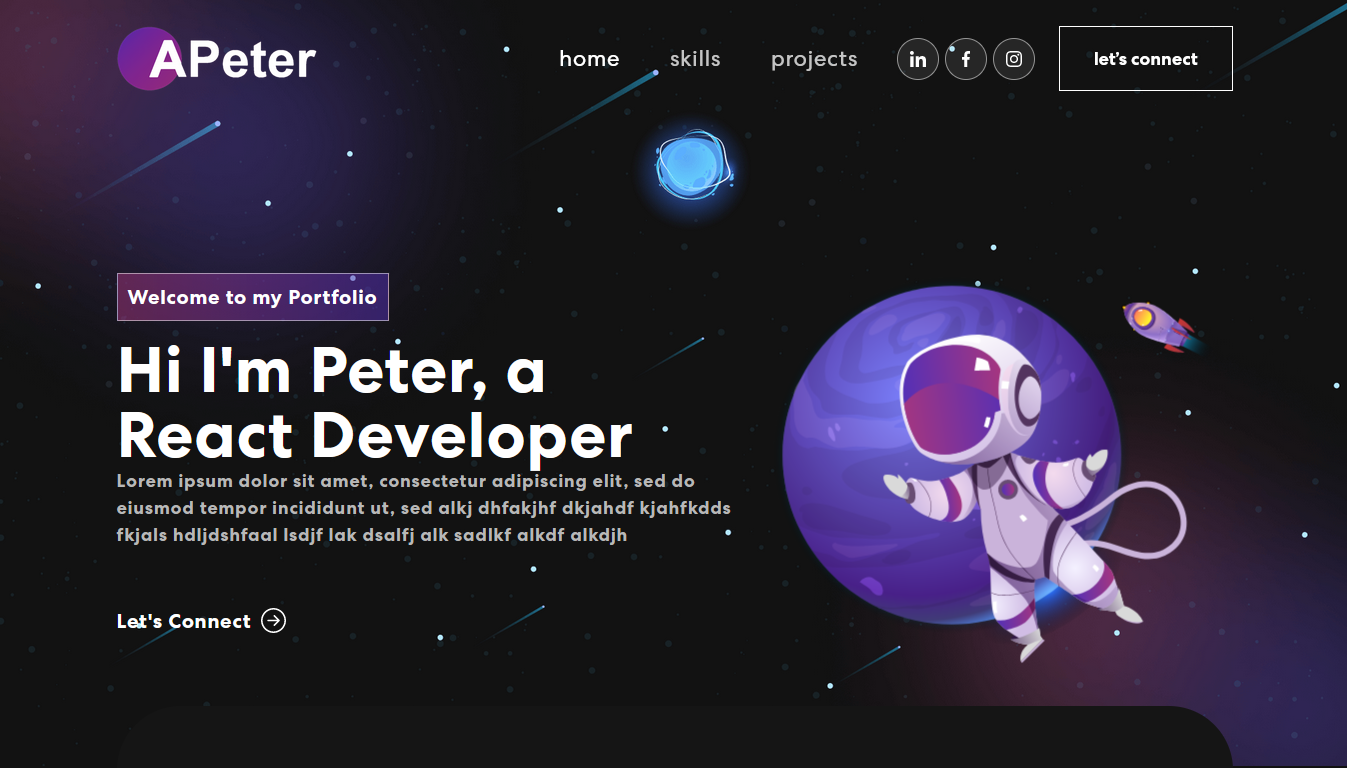 APeter
home skills projects let's connect
Welcome to my Portfolio
Hi I'm Peter, a
React Developer
Lorem ipsum dolor sit amet, consectetur adipiscing elit, sed do
eiusmod tempor incididunt ut, sed alkj dhfakjhf dkjahdf kjahfkdds
fkjals hdljdshfaal lsdjf lak dsalfj alk sadlkf alkdf alkdjh
Let's Connect